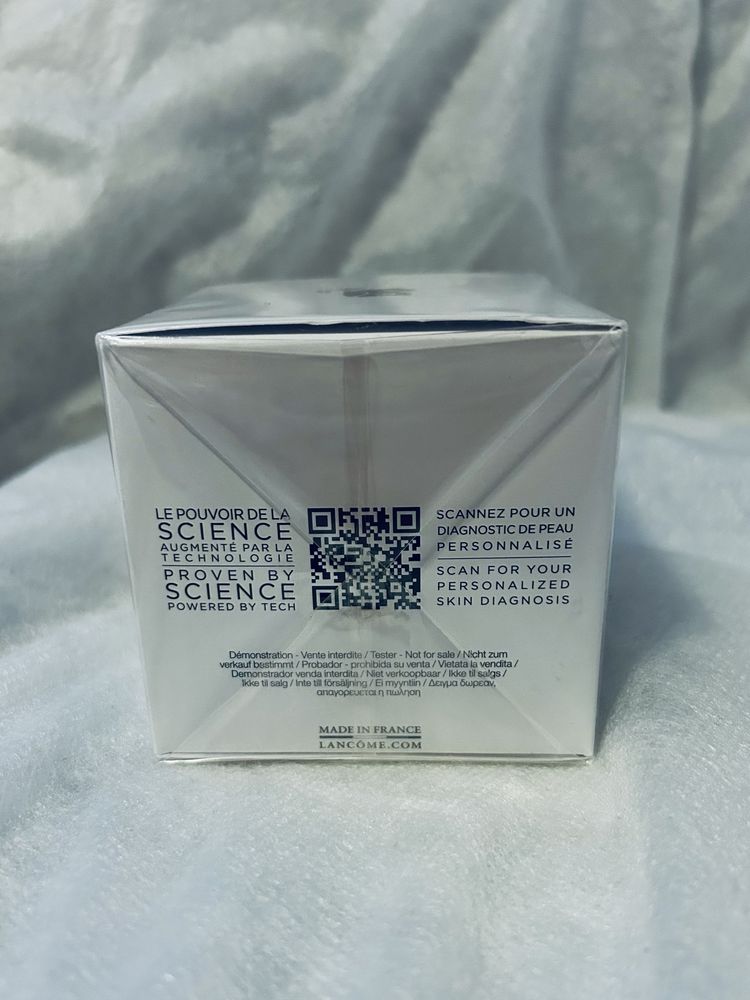 LE POUVOIR DE LA
SCIENCE
AUGMENTÉ PAR LA
TECHNOLOGIE
PROVEN BY
SCIENCE
POWERED BY TECH
SCANNEZ POUR UN
DIAGNOSTIC DE PEAU
PERSONNALISÉ
SCAN FOR YOUR
PERSONALIZED
SKIN DIAGNOSIS
Démonstration - Vente interdite / Tester - Not for sale / Nicht zum
verkauf bustimmt / Probador - prohibida su venta / Vietata la vendita /
Demonstrador venda interdita / Niet verkoopbaar / Ikke til salgs /
Ikke til salg / Inte till försäljning / Ei myyntiin / Δειγμα δωρεαν,
απαγορευεται η πωληση
MADE IN FRANCE
LANCÔME.COM